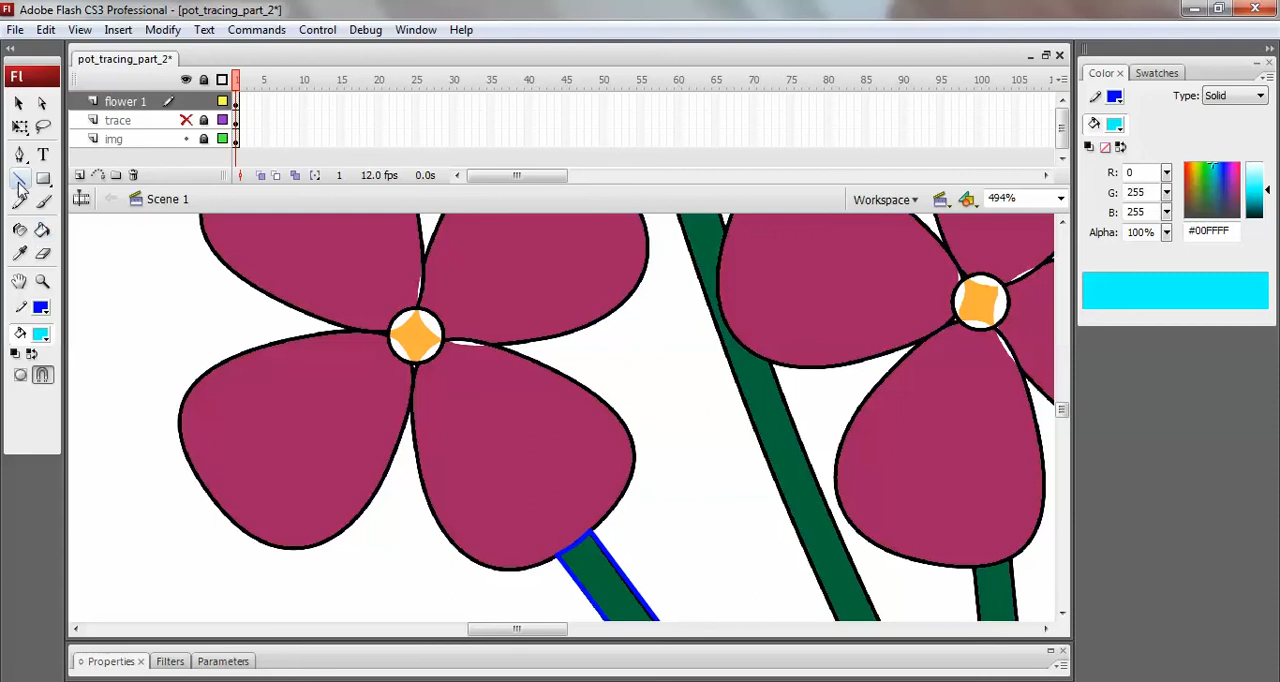 Fl Adobe Flash CS3 Professional - [pot_tracing_part_2*]
File Edit View Insert Modify Text Commands Control Debug Window Help
pot_tracing_part_2*
Fl
1 5 10 15 20 25 30 35 40 45 50 55 60 65 70 75 80 85 90 95 100 105
flower 1
trace
img
1 12.0 fps 0.0s
Scene 1
Workspace
494%
T
Properties Filters Parameters
Color Swatches
Type: Solid
R: 0
G: 255
B: 255
Alpha: 100%
#00FFFF